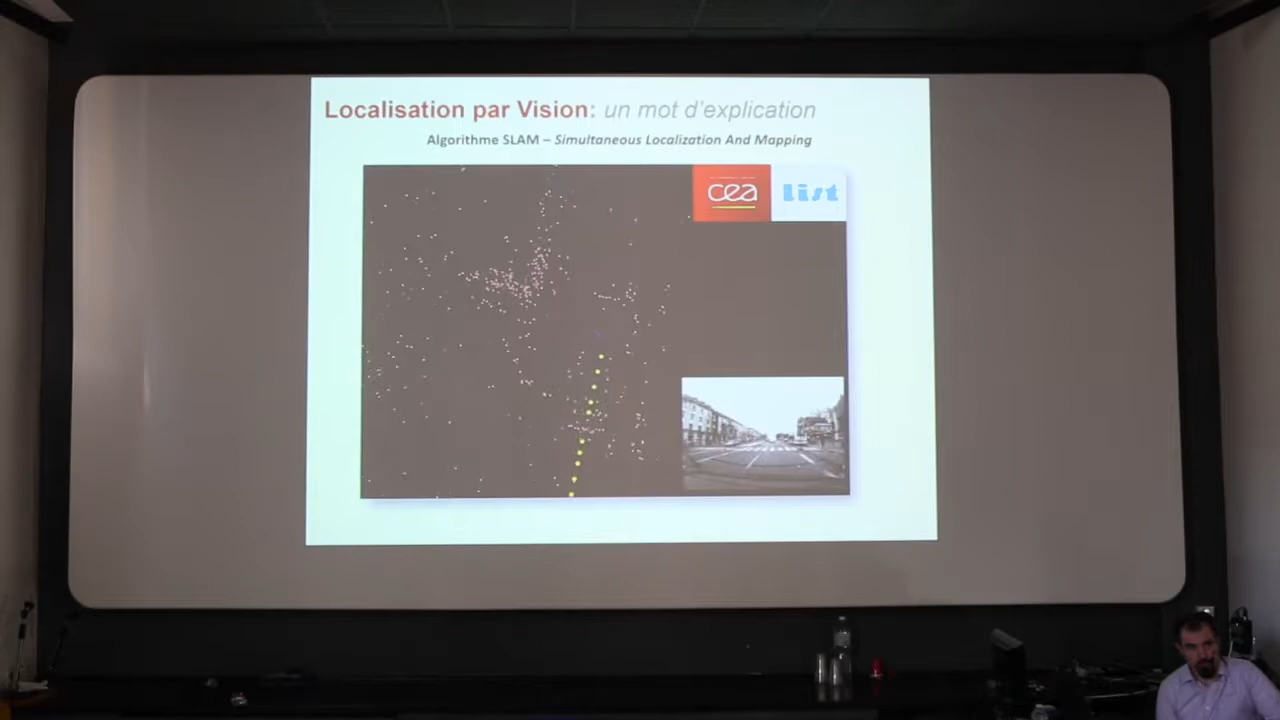 Localisation par Vision: un mot d'explication
Algorithme SLAM – Simultaneous Localization And Mapping
cea
list